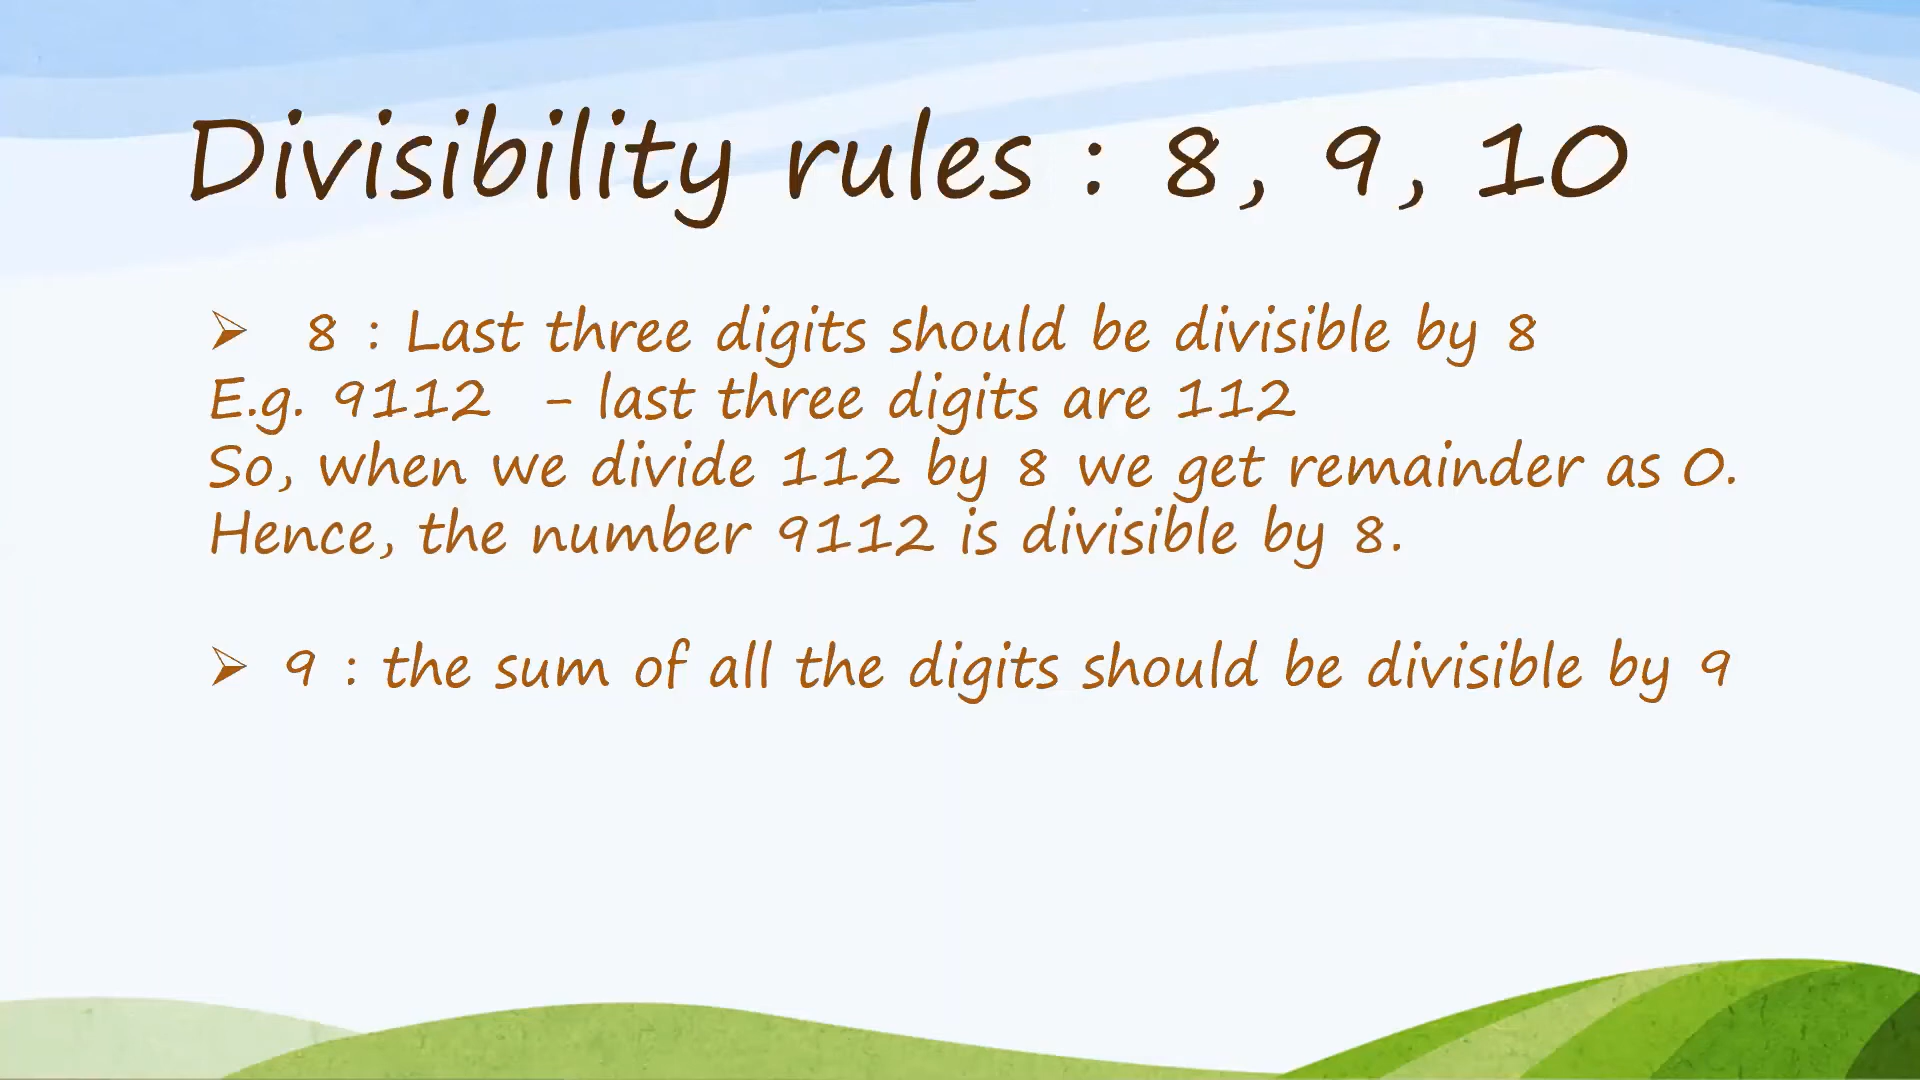 Divisibility rules : 8, 9, 10
➢ 8 : Last three digits should be divisible by 8
E.g. 9112 - last three digits are 112
So, when we divide 112 by 8 we get remainder as 0.
Hence, the number 9112 is divisible by 8.
➢ 9 : the sum of all the digits should be divisible by 9